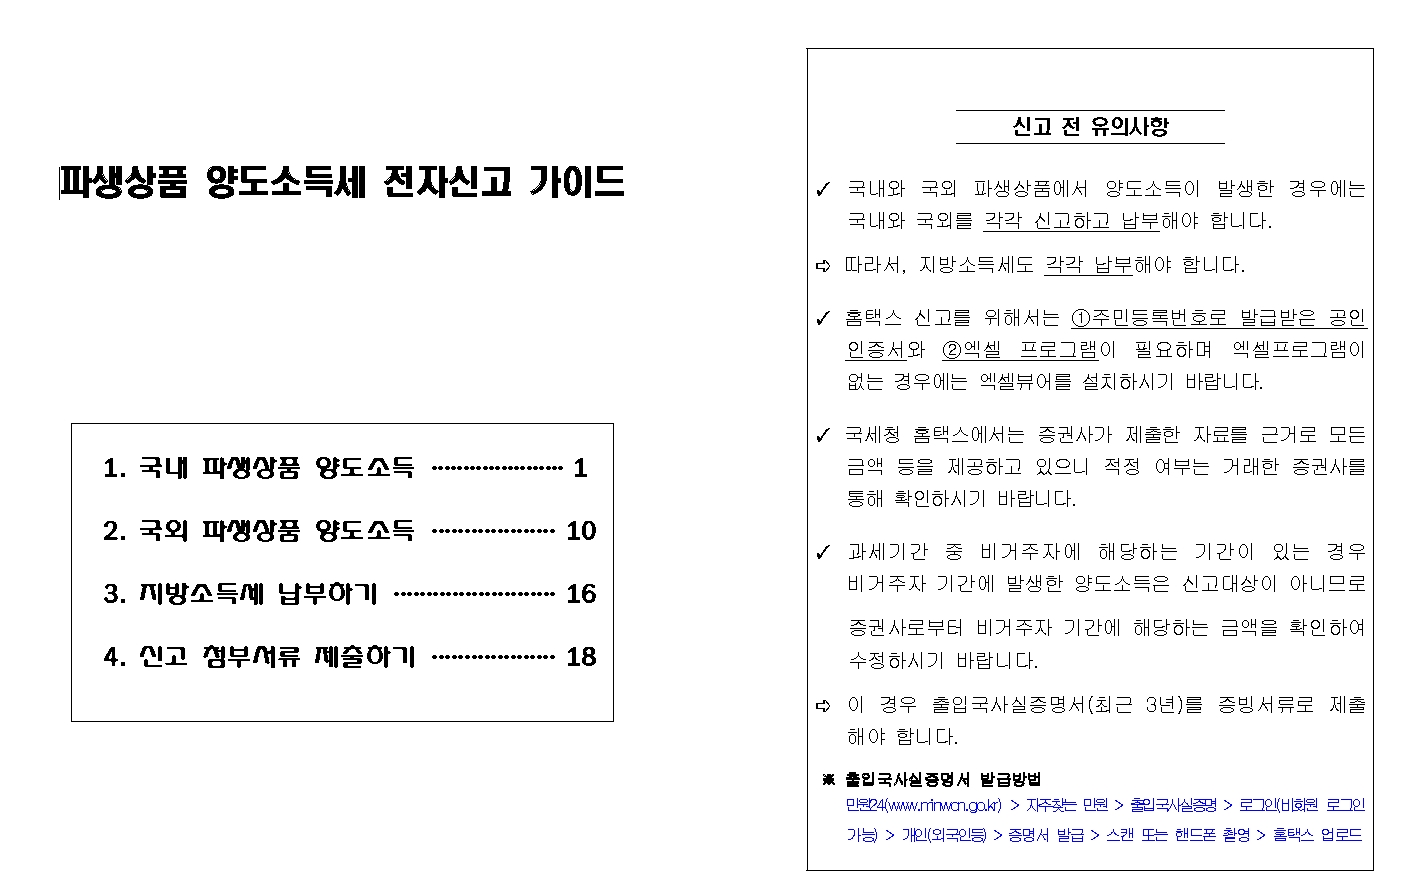 파생상품 양도소득세 전자신고 가이드
1. 국내 파생상품 양도소득 ····················· 1
2. 국외 파생상품 양도소득 ··················· 10
3. 지방소득세 납부하기 ························· 16
4. 신고 첨부서류 제출하기 ··················· 18
신고 전 유의사항
✓ 국내와 국외 파생상품에서 양도소득이 발생한 경우에는
국내와 국외를 각각 신고하고 납부해야 합니다.
➪ 따라서, 지방소득세도 각각 납부해야 합니다.
✓ 홈택스 신고를 위해서는 ①주민등록번호로 발급받은 공인
인증서와 ②엑셀 프로그램이 필요하며 엑셀프로그램이
없는 경우에는 엑셀뷰어를 설치하시기 바랍니다.
✓ 국세청 홈택스에서는 증권사가 제출한 자료를 근거로 모든
금액 등을 제공하고 있으니 적정 여부는 거래한 증권사를
통해 확인하시기 바랍니다.
✓ 과세기간 중 비거주자에 해당하는 기간이 있는 경우
비거주자 기간에 발생한 양도소득은 신고대상이 아니므로
증권사로부터 비거주자 기간에 해당하는 금액을 확인하여
수정하시기 바랍니다.
➪ 이 경우 출입국사실증명서(최근 3년)를 증빙서류로 제출
해야 합니다.
※ 출입국사실증명서 발급방법
민원24(www.minwon.go.kr) > 자주찾는 민원 > 출입국사실증명 > 로그인(비회원 로그인
가능) > 개인(외국인등) > 증명서 발급 > 스캔 또는 핸드폰 촬영 > 홈택스 업로드